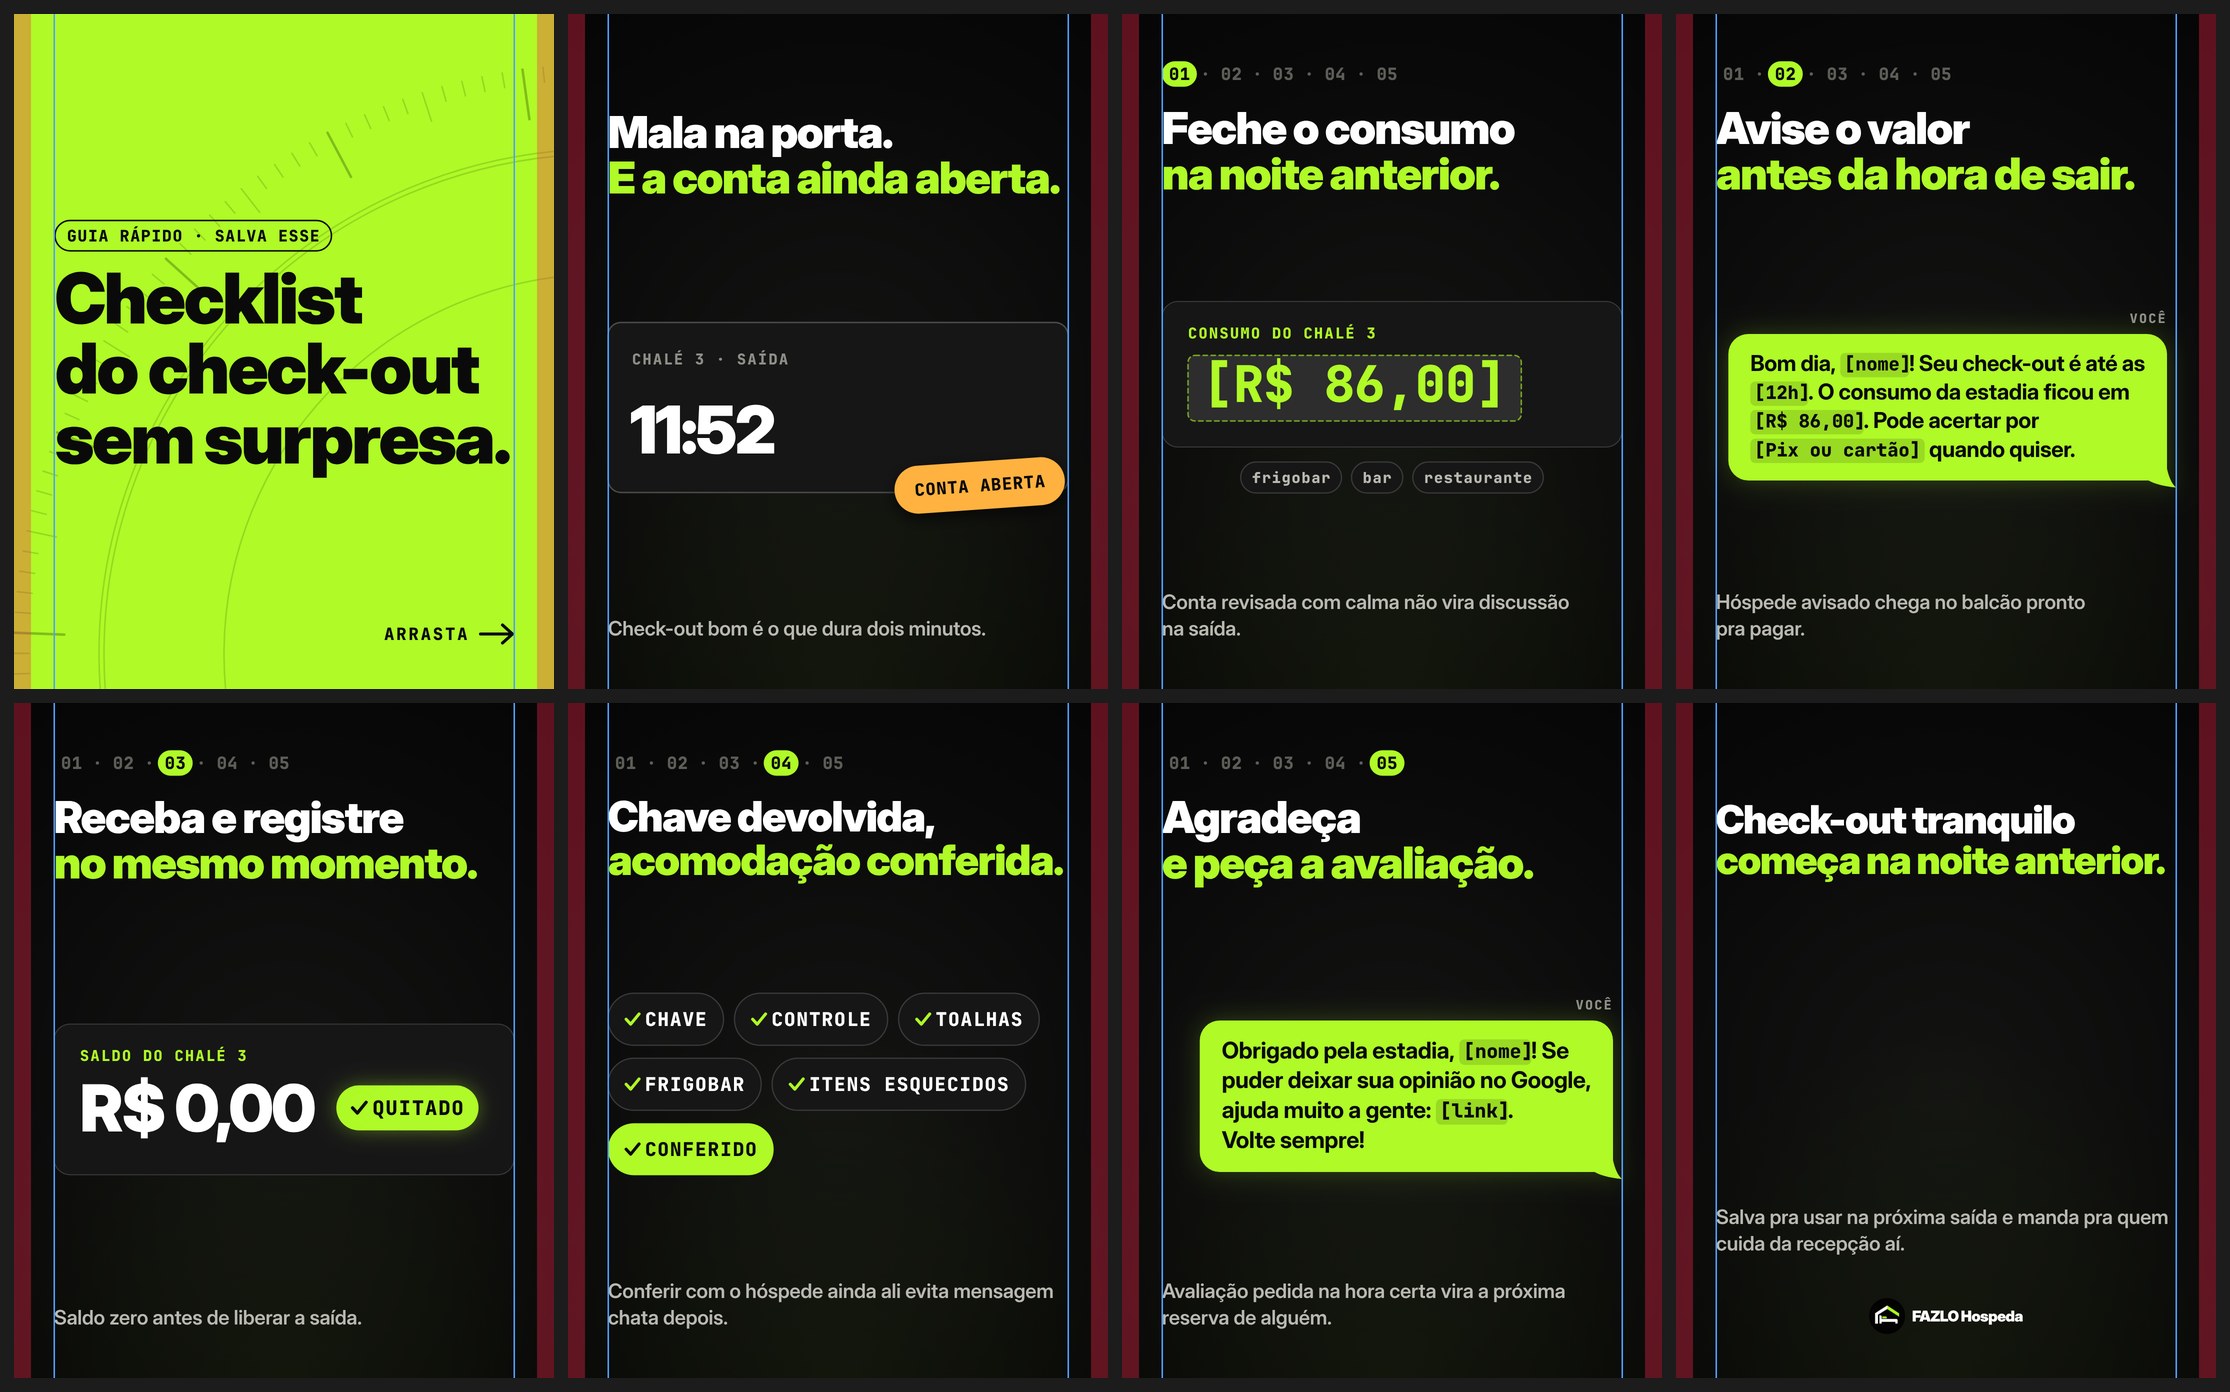 GUIA RÁPIDO · SALVA ESSE
Checklist
do check-out
sem surpresa.
ARRASTA
Mala na porta.
E a conta ainda aberta.
CHALÉ 3 · SAÍDA
11:52
CONTA ABERTA
Check-out bom é o que dura dois minutos.
01 · 02 · 03 · 04 · 05
Feche o consumo
na noite anterior.
CONSUMO DO CHALÉ 3
[R$ 86,00]
frigobar bar restaurante
Conta revisada com calma não vira discussão
na saída.
01 · 02 · 03 · 04 · 05
Avise o valor
antes da hora de sair.
VOCÊ
Bom dia, [nome]! Seu check-out é até as
[12h]. O consumo da estadia ficou em
[R$ 86,00]. Pode acertar por
[Pix ou cartão] quando quiser.
Hóspede avisado chega no balcão pronto
pra pagar.
01 · 02 · 03 · 04 · 05
Receba e registre
no mesmo momento.
SALDO DO CHALÉ 3
R$ 0,00 QUITADO
Saldo zero antes de liberar a saída.
01 · 02 · 03 · 04 · 05
Chave devolvida,
acomodação conferida.
CHAVE CONTROLE TOALHAS
FRIGOBAR ITENS ESQUECIDOS
CONFERIDO
Conferir com o hóspede ainda ali evita mensagem
chata depois.
01 · 02 · 03 · 04 · 05
Agradeça
e peça a avaliação.
VOCÊ
Obrigado pela estadia, [nome]! Se
puder deixar sua opinião no Google,
ajuda muito a gente: [link].
Volte sempre!
Avaliação pedida na hora certa vira a próxima
reserva de alguém.
Check-out tranquilo
começa na noite anterior.
Salva pra usar na próxima saída e manda pra quem
cuida da recepção aí.
FAZLO Hospeda